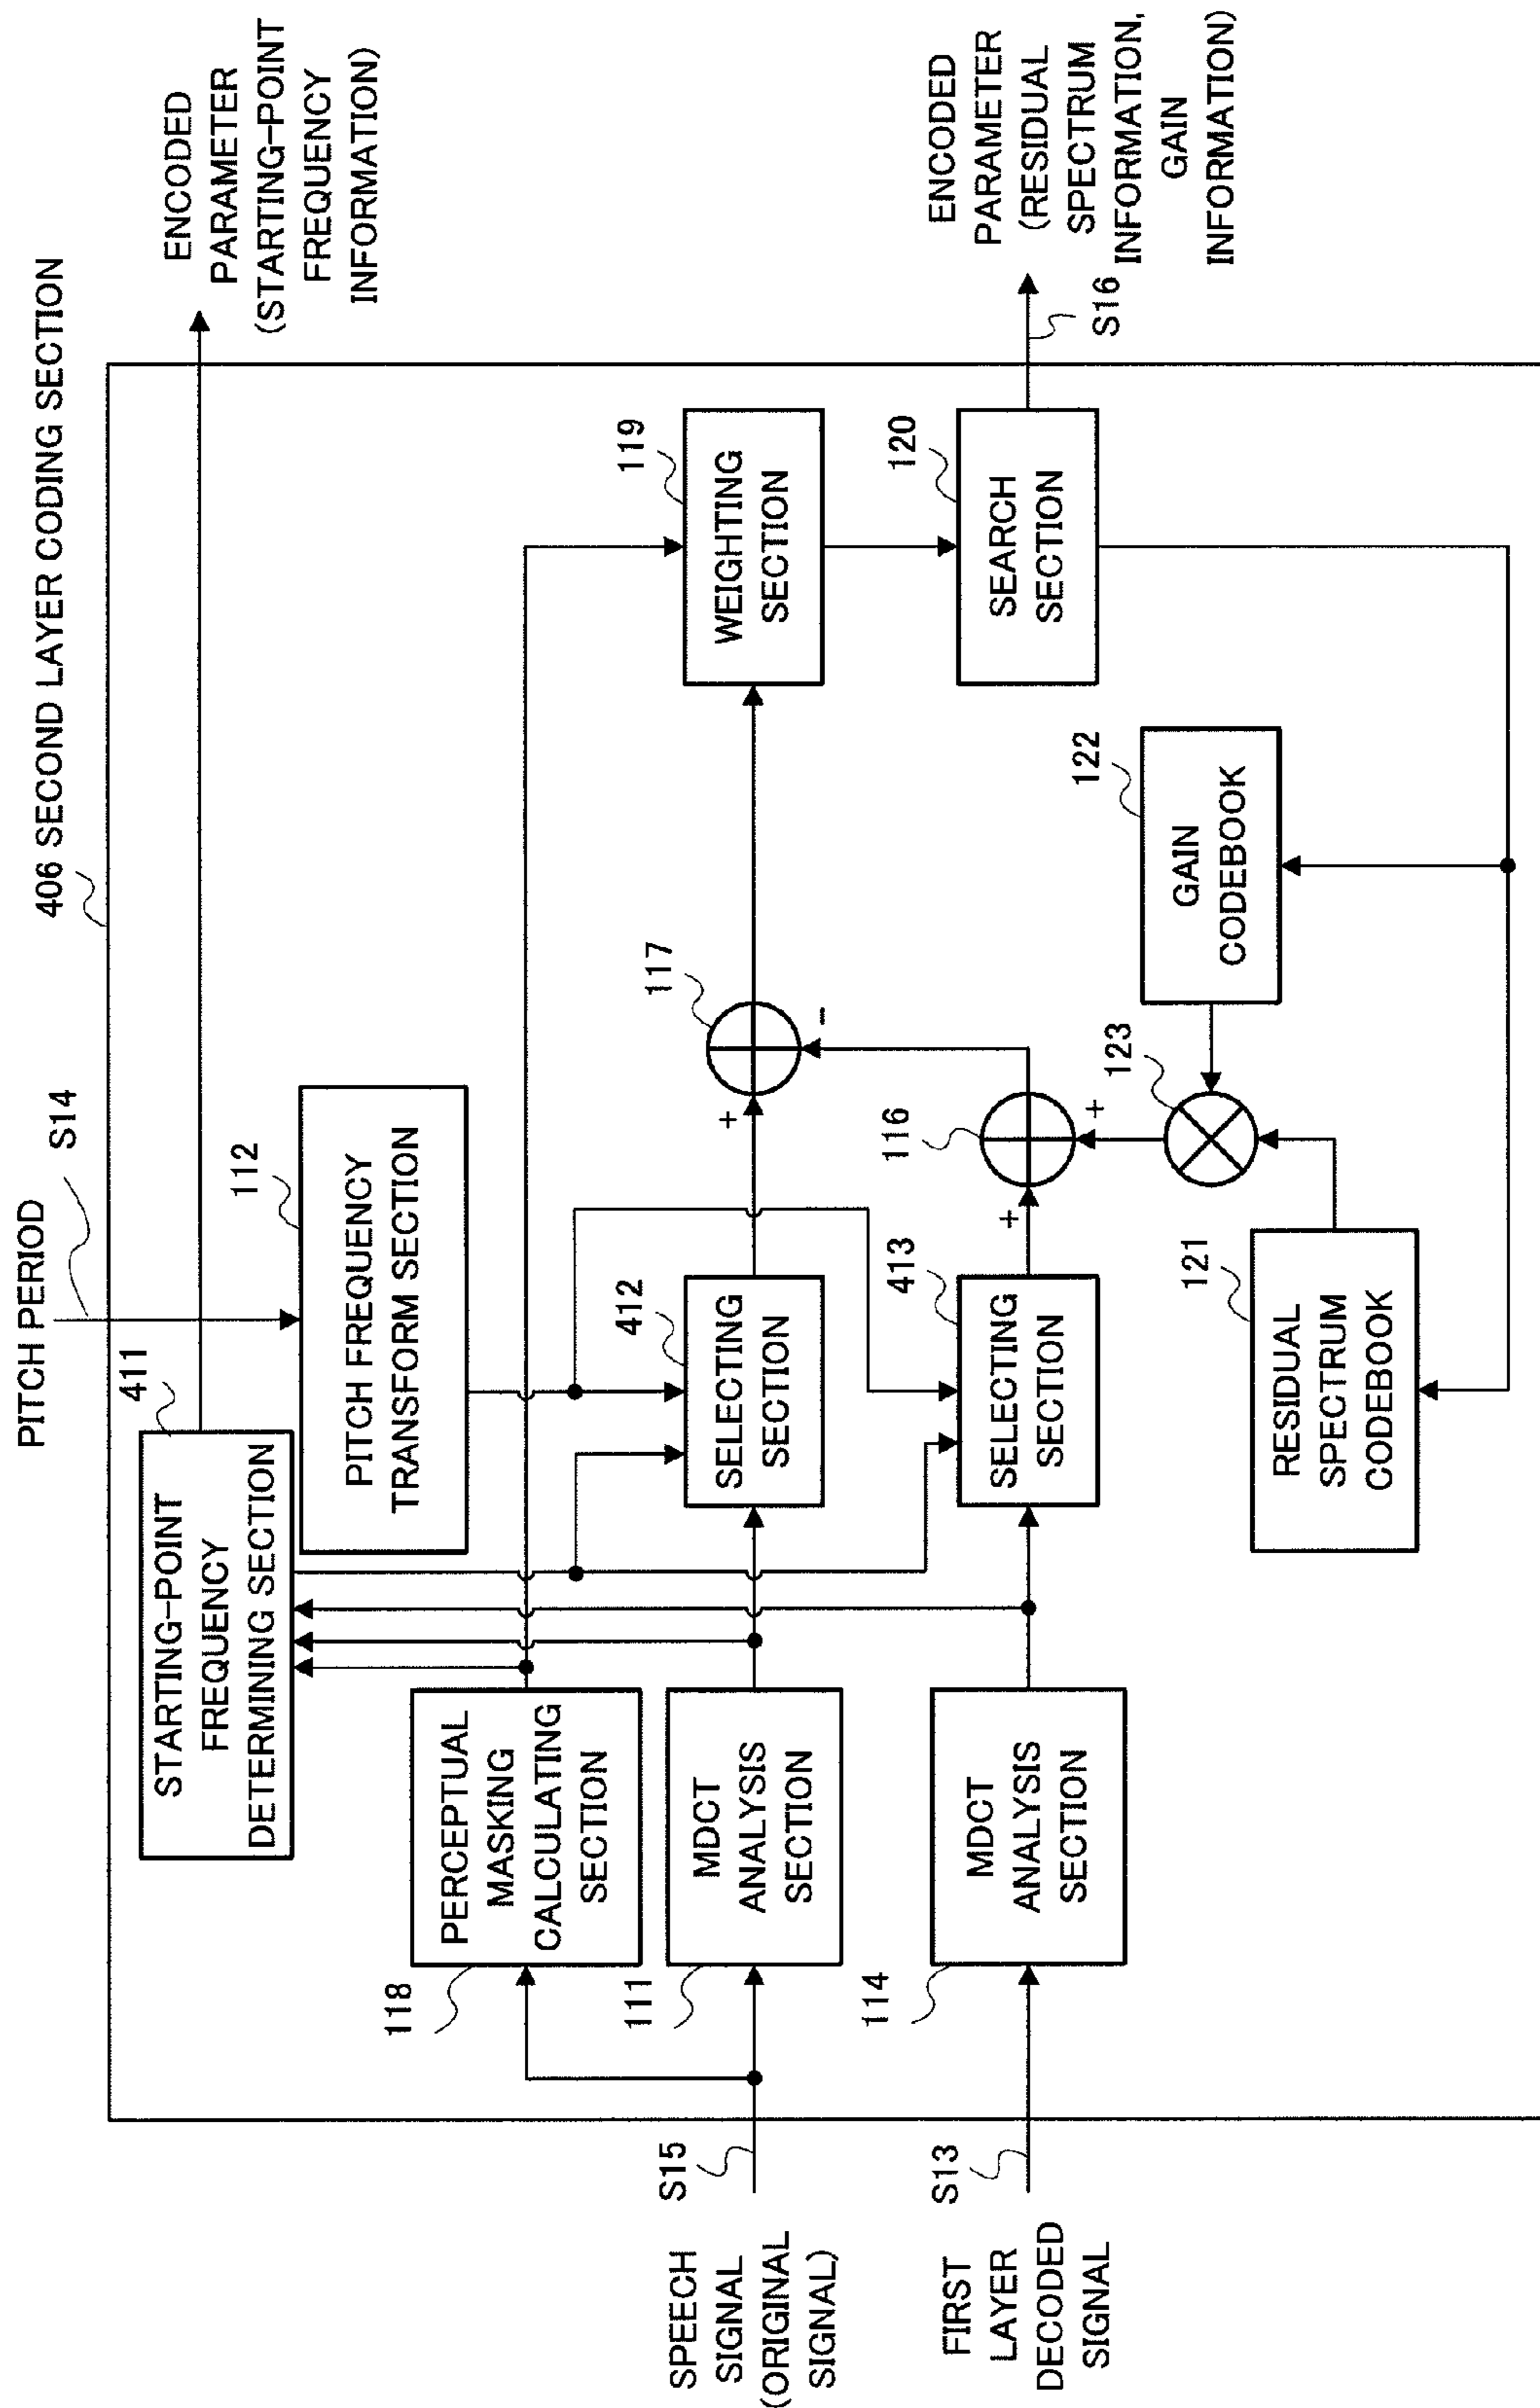 406 SECOND LAYER CODING SECTION
PITCH PERIOD
S14
411
STARTING-POINT
FREQUENCY
DETERMINING SECTION
ENCODED
PARAMETER
(STARTING-POINT
FREQUENCY
INFORMATION)
112
PITCH FREQUENCY
TRANSFORM SECTION
118
PERCEPTUAL
MASKING
CALCULATING
SECTION
SPEECH
SIGNAL
(ORIGINAL
SIGNAL)
S15
111
MDCT
ANALYSIS
SECTION
412
SELECTING
SECTION
+
117
-
119
WEIGHTING
SECTION
FIRST
LAYER
DECODED
SIGNAL
S13
114
MDCT
ANALYSIS
SECTION
413
SELECTING
SECTION
+
116
+
120
SEARCH
SECTION
S16
ENCODED
PARAMETER
(RESIDUAL
SPECTRUM
INFORMATION,
GAIN
INFORMATION)
123
122
GAIN
CODEBOOK
121
RESIDUAL
SPECTRUM
CODEBOOK